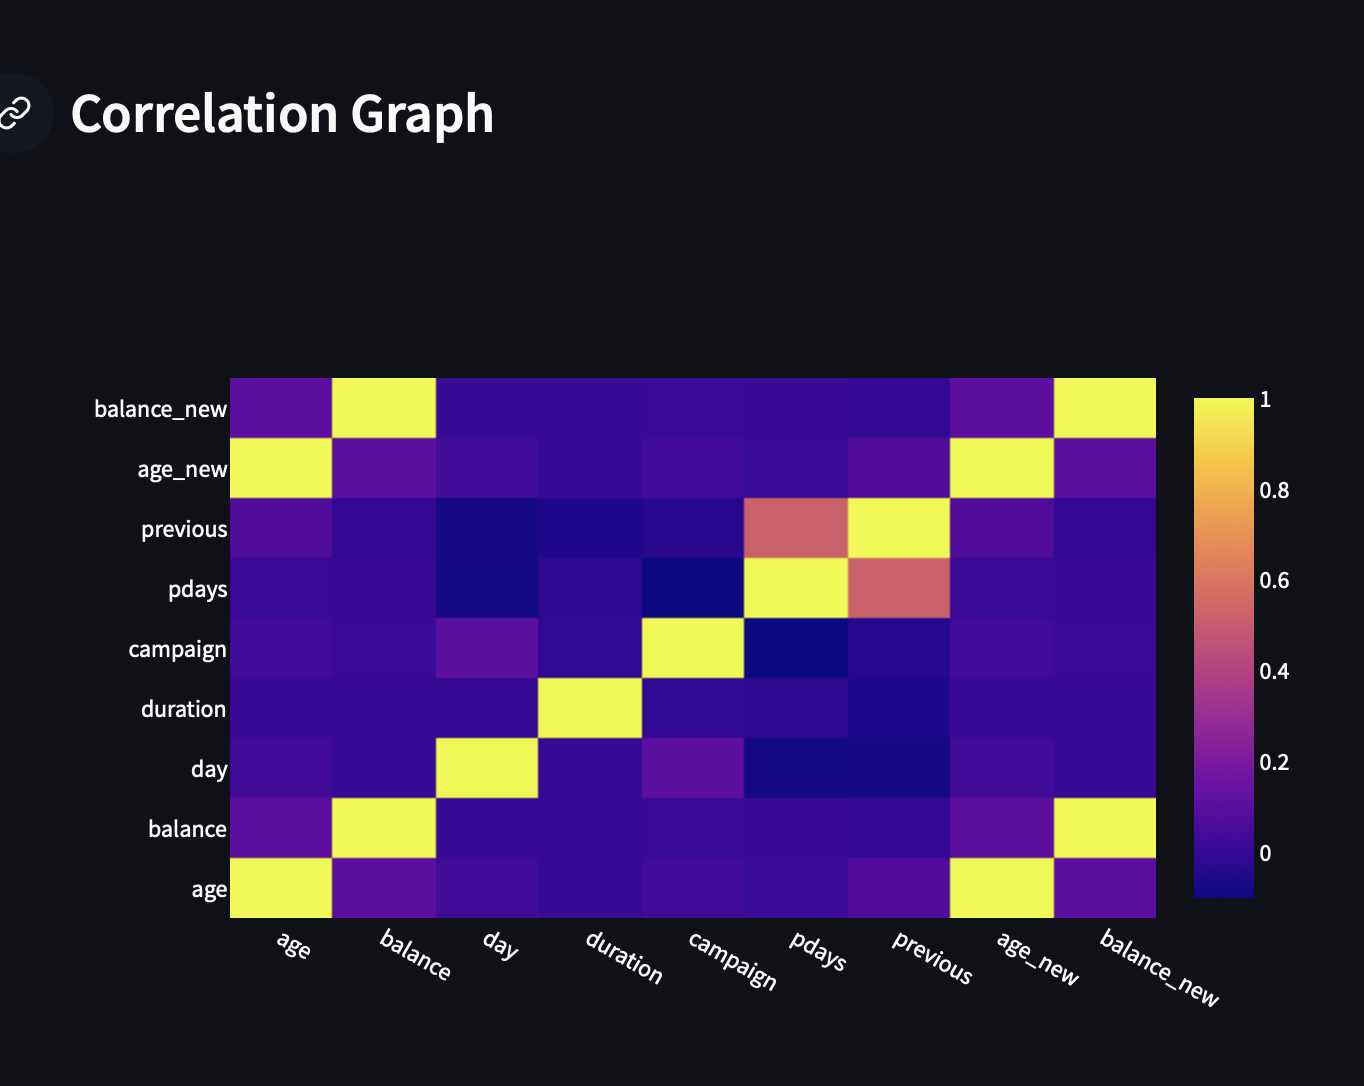 Correlation Graph
balance_new
age_new
previous
pdays
campaign
duration
day
balance
age
age balance day duration campaign pdays previous age_new balance_new
1
0.8
0.6
0.4
0.2
0